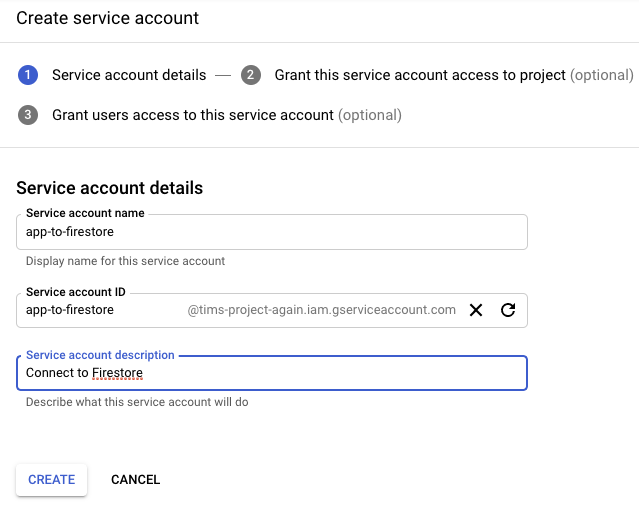 Create service account
1 Service account details — 2 Grant this service account access to project (optional)
3 Grant users access to this service account (optional)
Service account details
Service account name
app-to-firestore
Display name for this service account
Service account ID
app-to-firestore @tims-project-again.iam.gserviceaccount.com
Service account description
Connect to Firestore
Describe what this service account will do
CREATE CANCEL